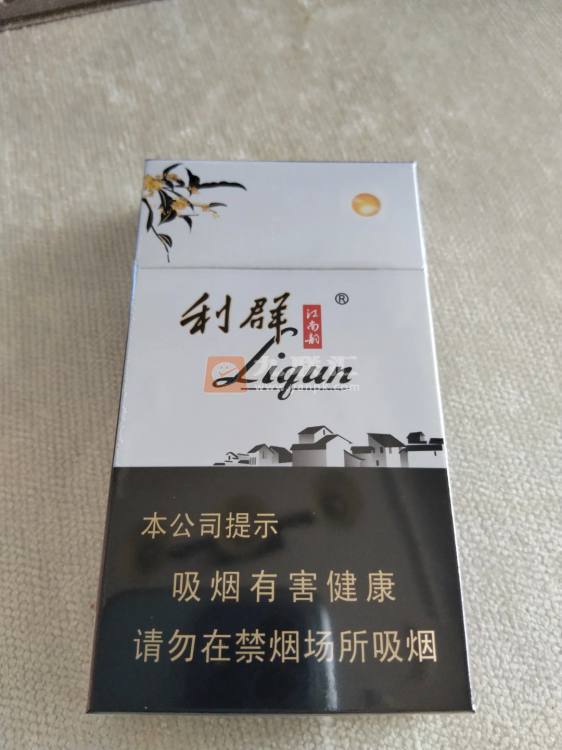 利群
江南韵
®
Liqun
本公司提示
吸烟有害健康
请勿在禁烟场所吸烟